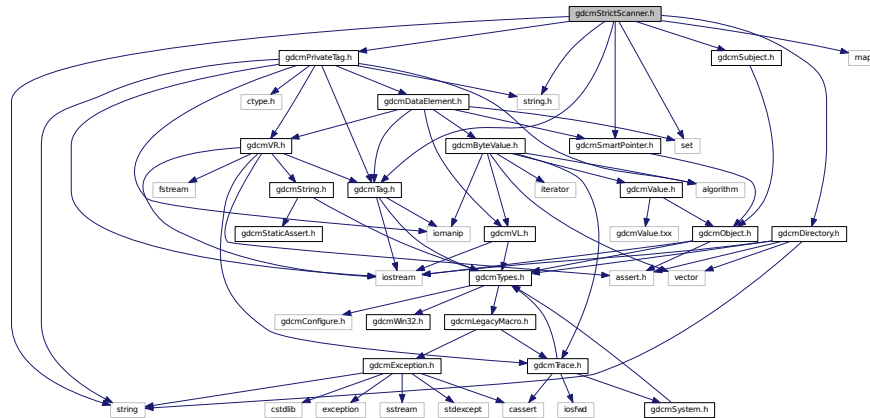 gdcmStrictScanner.h
gdcmPrivateTag.h
gdcmSubject.h
map
ctype.h
gdcmDataElement.h
string.h
gdcmVR.h
gdcmByteValue.h
gdcmSmartPointer.h
set
fstream
gdcmString.h
gdcmTag.h
iterator
gdcmValue.h
algorithm
gdcmStaticAssert.h
iomanip
gdcmVL.h
gdcmValue.txx
gdcmObject.h
gdcmDirectory.h
iostream
gdcmTypes.h
assert.h
vector
gdcmConfigure.h
gdcmWin32.h
gdcmLegacyMacro.h
gdcmException.h
gdcmTrace.h
string
cstdlib
exception
sstream
stdexcept
cassert
iosfwd
gdcmSystem.h